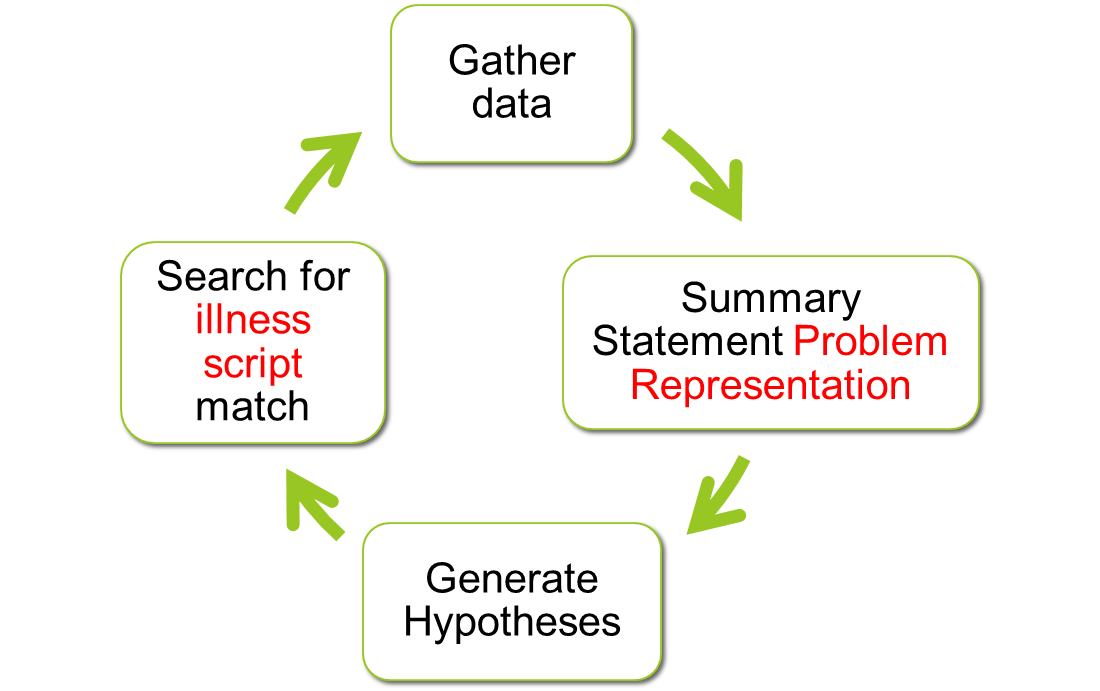 Gather
data
Summary
Statement Problem
Representation
Generate
Hypotheses
Search for
illness
script
match